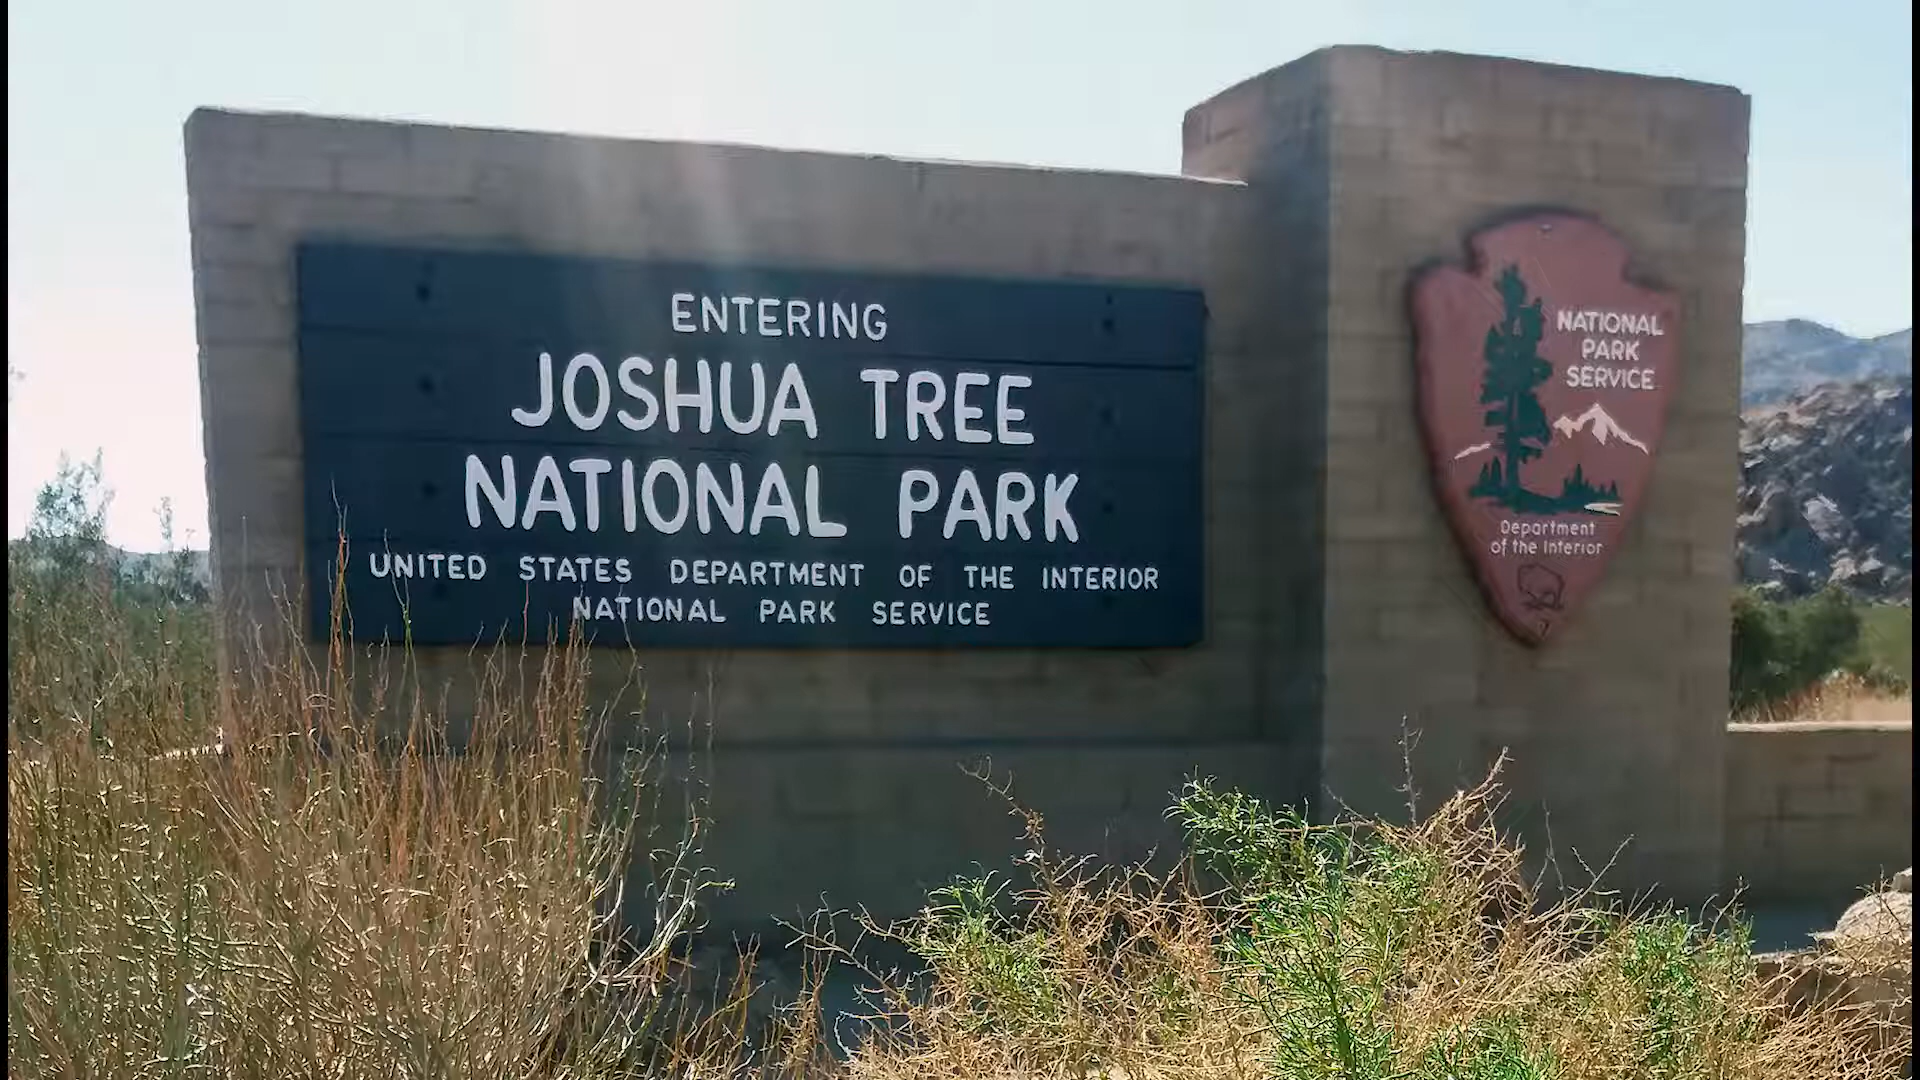 ENTERING
JOSHUA TREE
NATIONAL PARK
UNITED STATES DEPARTMENT OF THE INTERIOR
NATIONAL PARK SERVICE
NATIONAL
PARK
SERVICE
Department
of the Interior